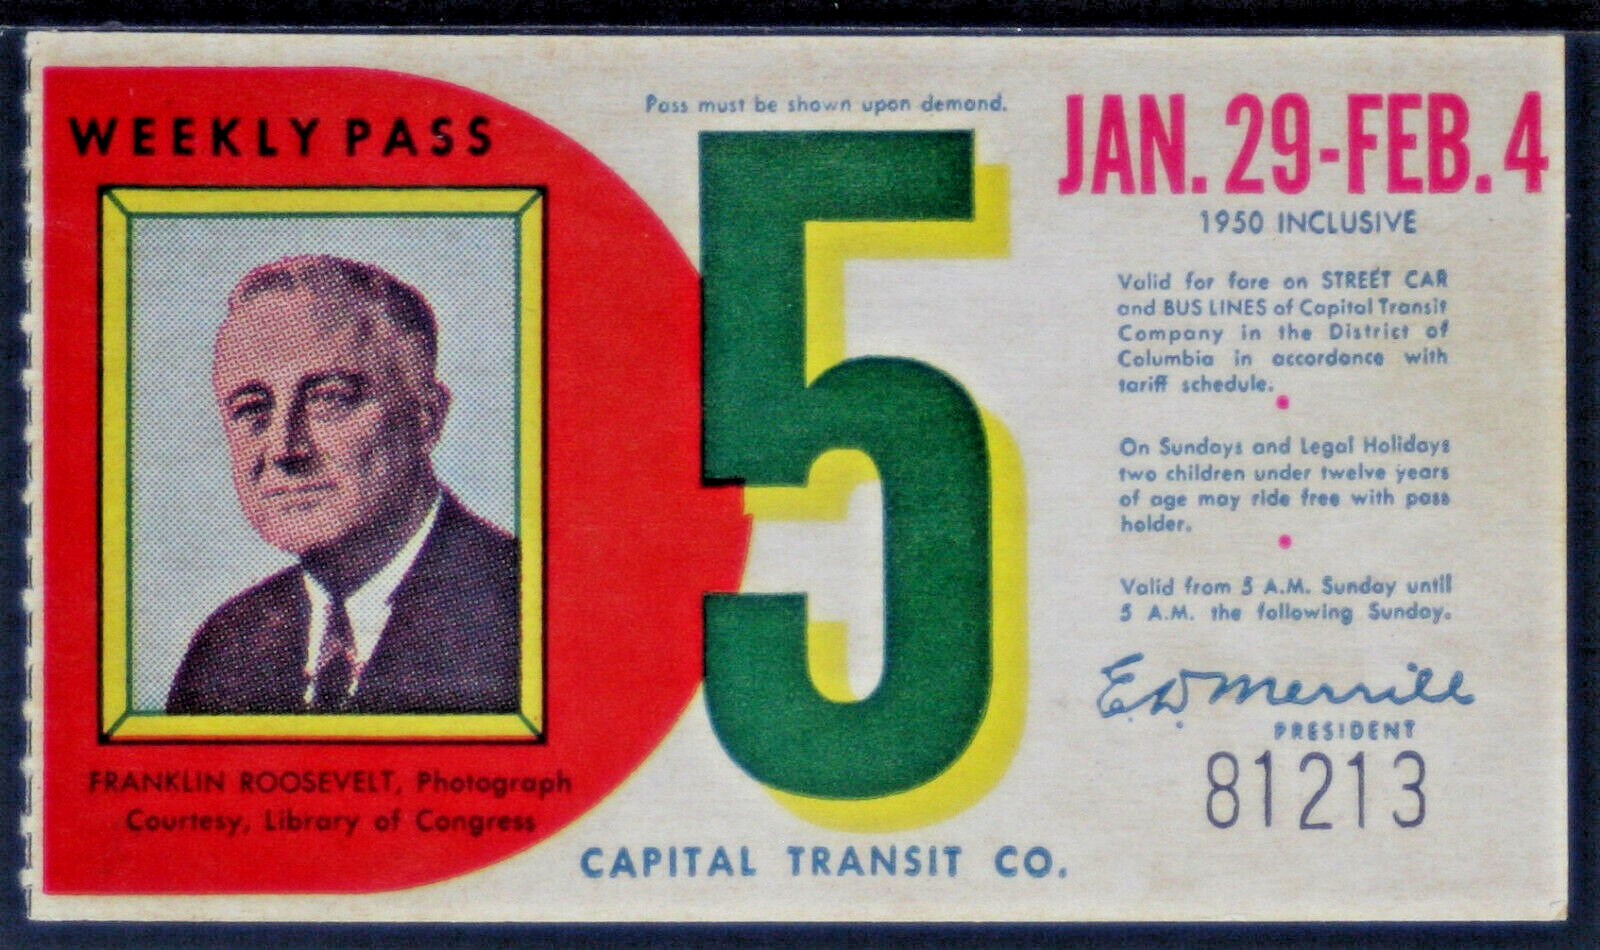 WEEKLY PASS
FRANKLIN ROOSEVELT, Photograph
Courtesy, Library of Congress
Pass must be shown upon demand.
5
CAPITAL TRANSIT CO.
JAN. 29-FEB. 4
1950 INCLUSIVE
Valid for fare on STREET CAR
and BUS LINES of Capital Transit
Company in the District of
Columbia in accordance with
tariff schedule.
On Sundays and Legal Holidays
two children under twelve years
of age may ride free with pass
holder.
Valid from 5 A.M. Sunday until
5 A.M. the following Sunday.
E.D. Merrill
PRESIDENT
81213